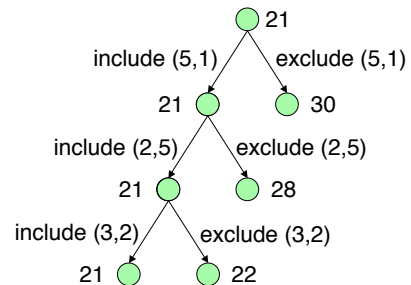 21
include (5,1) exclude (5,1)
21 30
include (2,5) exclude (2,5)
21 28
include (3,2) exclude (3,2)
21 22